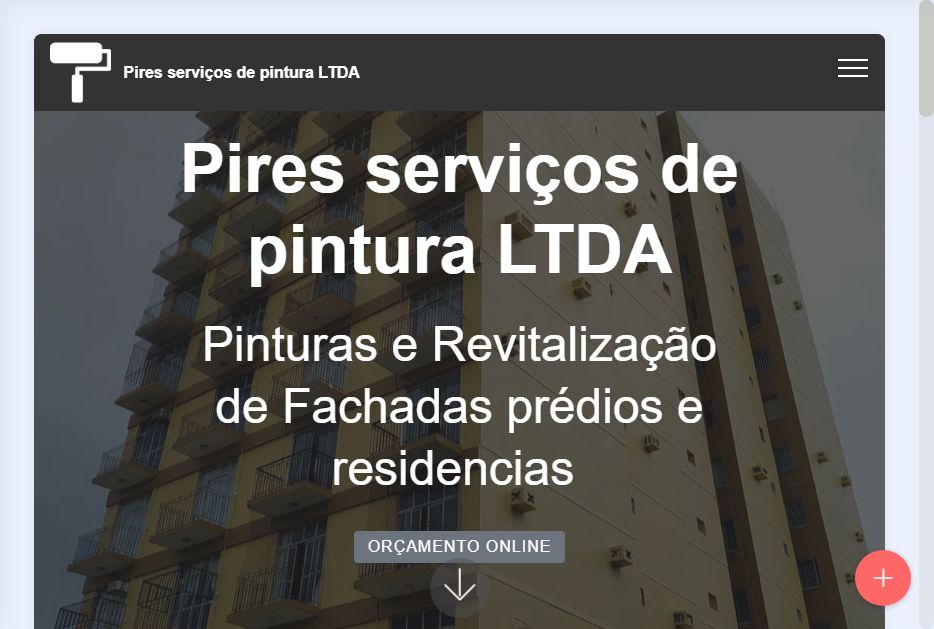 Pires serviços de pintura LTDA
Pires serviços de
pintura LTDA
Pinturas e Revitalização
de Fachadas prédios e
residencias
ORÇAMENTO ONLINE